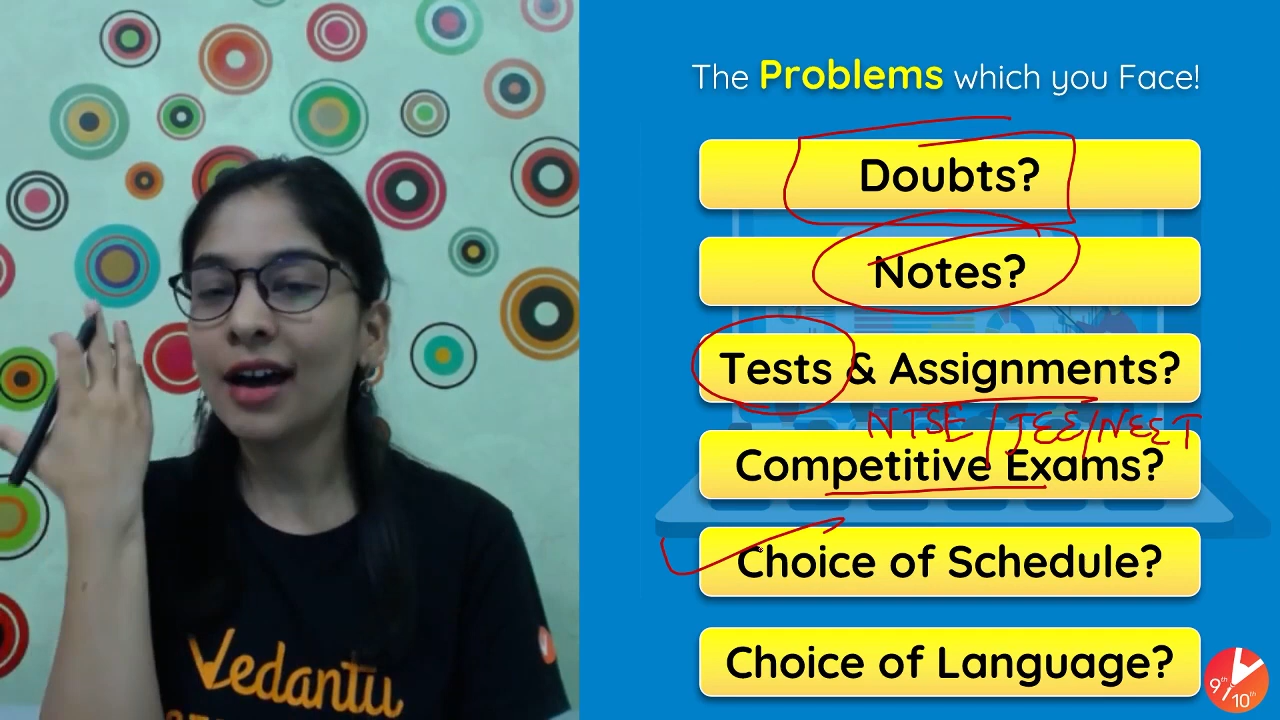 The Problems which you Face!
Doubts?
Notes?
Tests & Assignments?
NTSE / JEE/NEET
Competitive Exams?
Choice of Schedule?
Choice of Language?
Vedantu
9th
10th